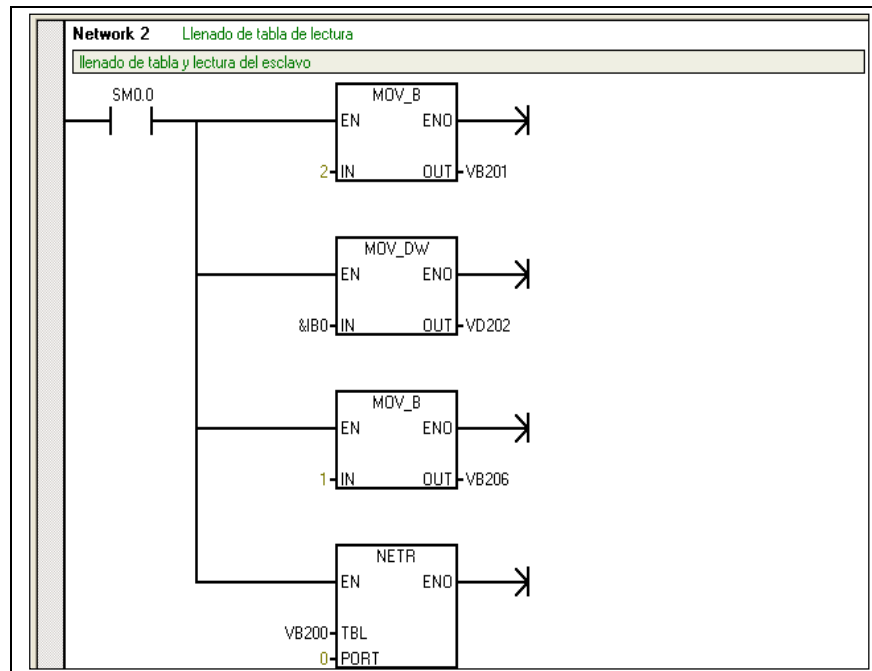 Network 2 Llenado de tabla de lectura
llenado de tabla y lectura del esclavo
SM0.0
MOV_B
EN ENO
2 IN OUT VB201
MOV_DW
EN ENO
&IB0 IN OUT VD202
MOV_B
EN ENO
1 IN OUT VB206
NETR
EN ENO
VB200 TBL
0 PORT